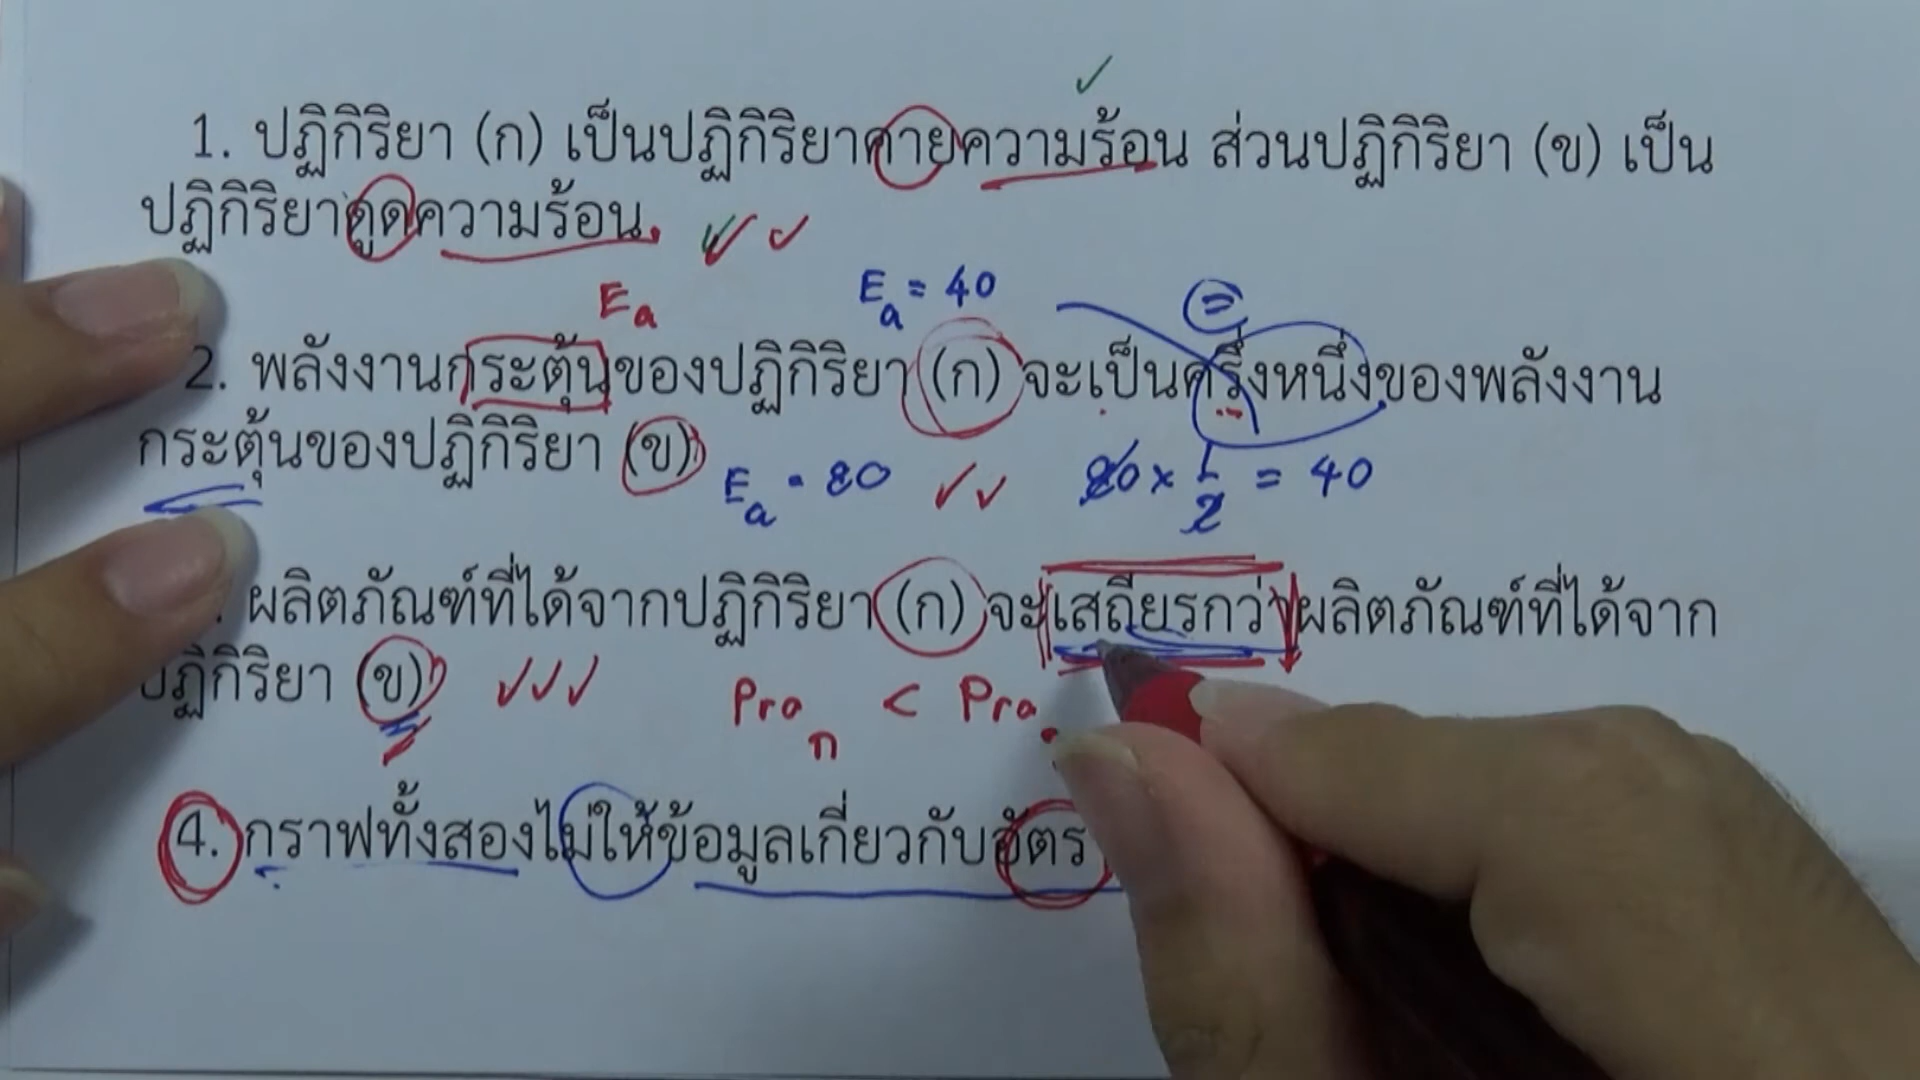 1. ปฏิกิริยา (ก) เป็นปฏิกิริยาคายความร้อน ส่วนปฏิกิริยา (ข) เป็น
ปฏิกิริยาดูดความร้อน
Ea
Ea = 40
=
2. พลังงานกระตุ้นของปฏิกิริยา (ก) จะเป็นครึ่งหนึ่งของพลังงาน
กระตุ้นของปฏิกิริยา (ข)
Ea = 80
80 × 1/2 = 40
ผลิตภัณฑ์ที่ได้จากปฏิกิริยา (ก) จะเสถียรกว่าผลิตภัณฑ์ที่ได้จาก
ปฏิกิริยา (ข)
Pro ก < Pro
4. กราฟทั้งสองไม่ให้ข้อมูลเกี่ยวกับอัตรา